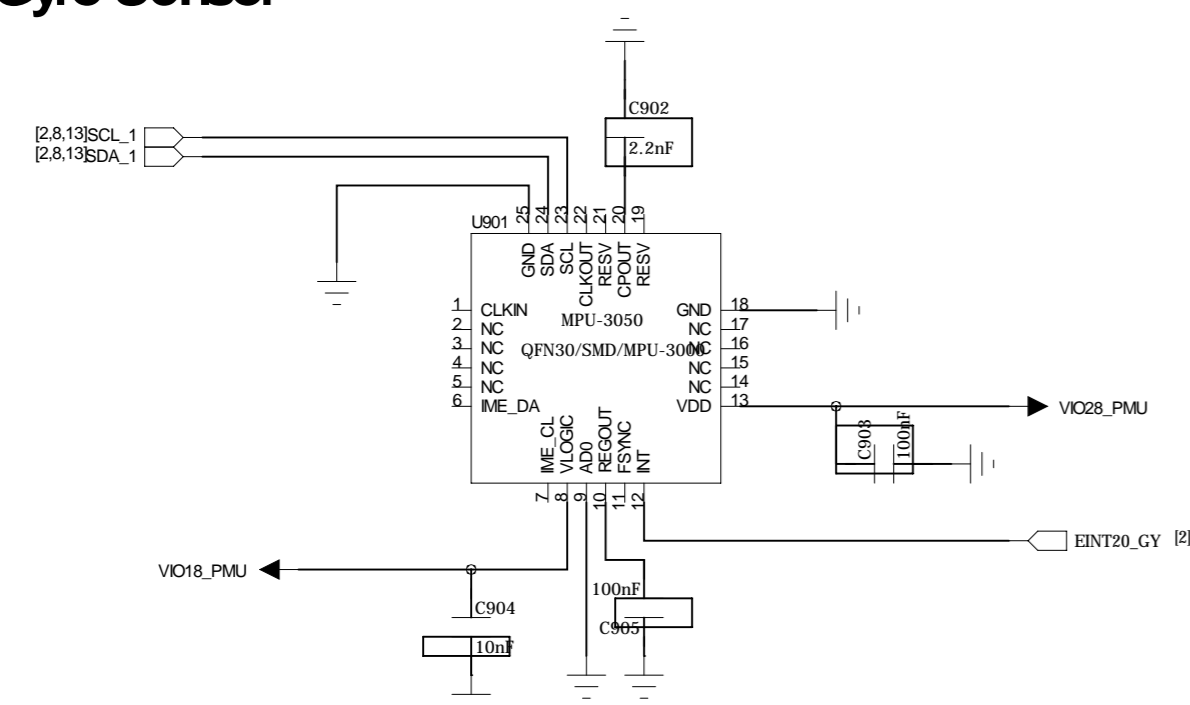 Gyro Sensor
C902
2.2nF
[2,8,13]SCL_1
[2,8,13]SDA_1
U901
25 24 23 22 21 20 19
GND SDA SCL CLKOUT RESV CPOUT RESV
1 CLKIN
2 NC
3 NC
4 NC
5 NC
6 IME_DA
MPU-3050
QFN30/SMD/MPU-3000
GND 18
NC 17
NC 16
NC 15
NC 14
VDD 13
VIO28_PMU
C903
100nF
IME_CL VLOGIC AD0 REGOUT FSYNC INT
7 8 9 10 11 12
EINT20_GY [2]
VIO18_PMU
C904
10nF
100nF
C905